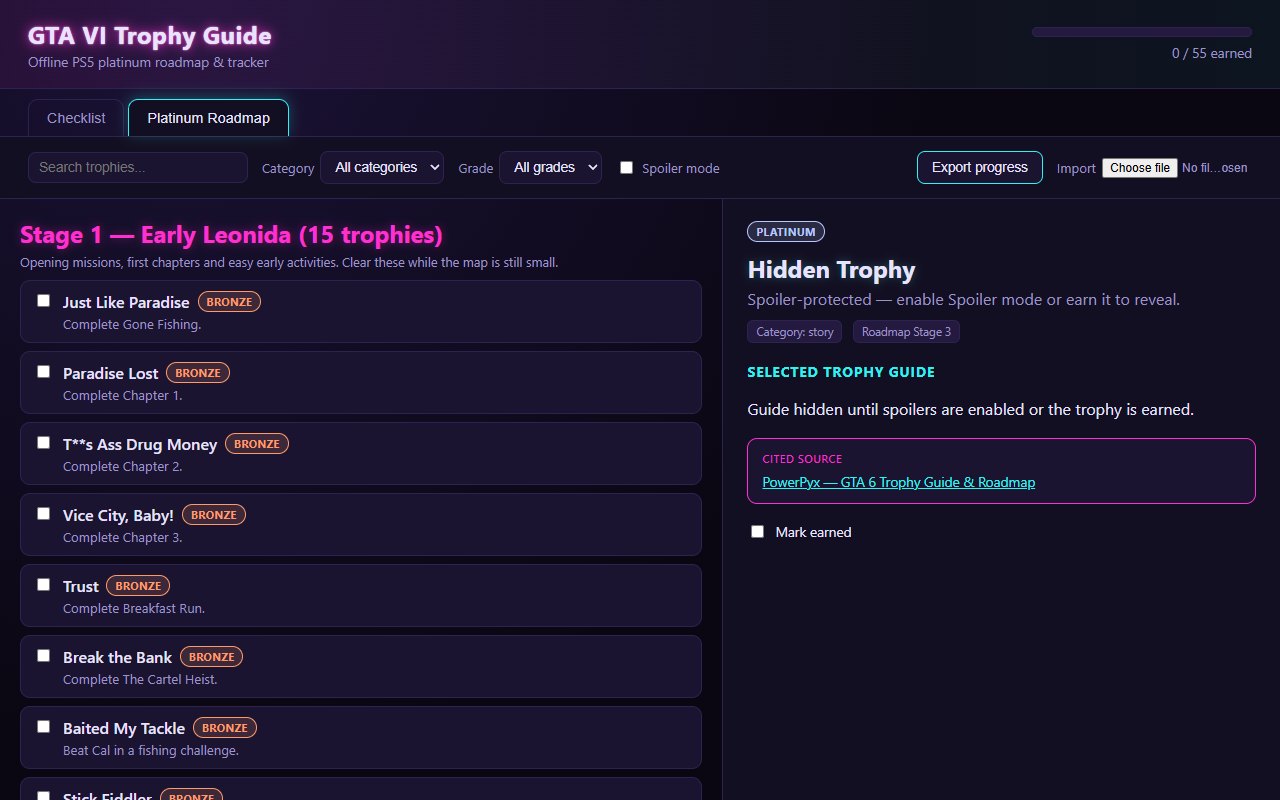 GTA VI Trophy Guide
Offline PS5 platinum roadmap & tracker
0 / 55 earned
Checklist
Platinum Roadmap
Search trophies...
Category
All categories
Grade
All grades
Spoiler mode
Export progress
Import
Choose file
No fil...osen
Stage 1 — Early Leonida (15 trophies)
Opening missions, first chapters and easy early activities. Clear these while the map is still small.
Just Like Paradise
BRONZE
Complete Gone Fishing.
Paradise Lost
BRONZE
Complete Chapter 1.
T**s Ass Drug Money
BRONZE
Complete Chapter 2.
Vice City, Baby!
BRONZE
Complete Chapter 3.
Trust
BRONZE
Complete Breakfast Run.
Break the Bank
BRONZE
Complete The Cartel Heist.
Baited My Tackle
BRONZE
Beat Cal in a fishing challenge.
Stick Fiddler
BRONZE
PLATINUM
Hidden Trophy
Spoiler-protected — enable Spoiler mode or earn it to reveal.
Category: story
Roadmap Stage 3
SELECTED TROPHY GUIDE
Guide hidden until spoilers are enabled or the trophy is earned.
CITED SOURCE
PowerPyx — GTA 6 Trophy Guide & Roadmap
Mark earned